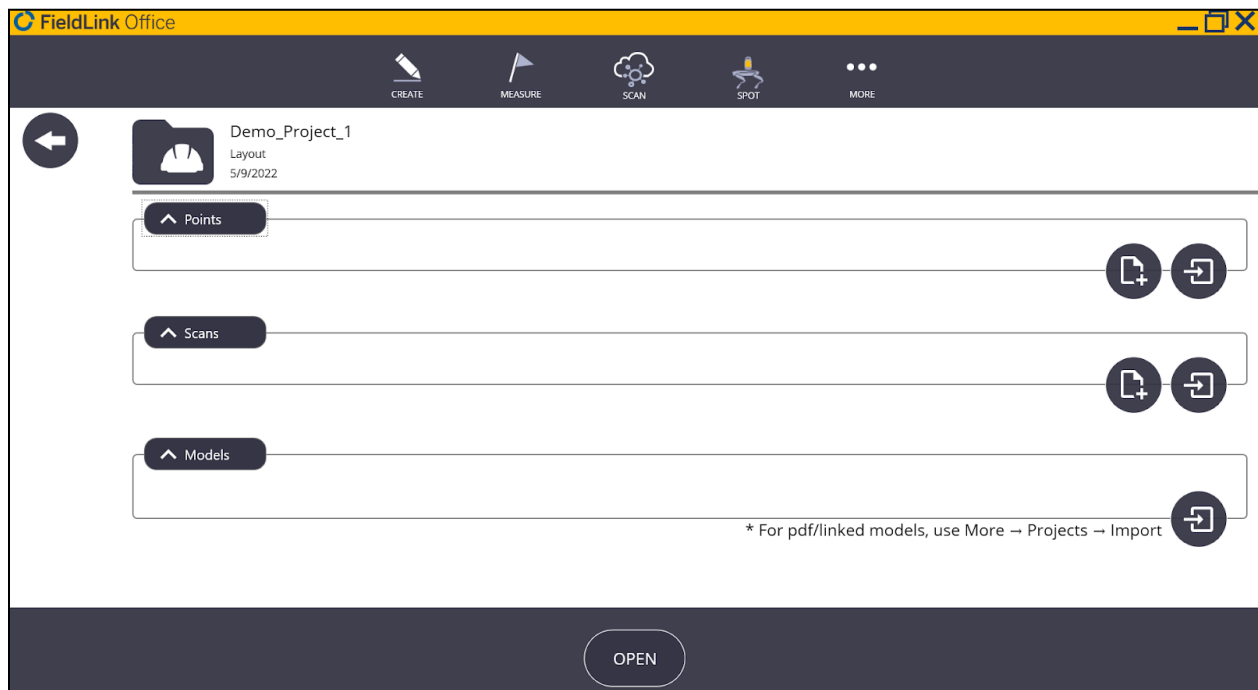 FieldLink Office
CREATE
MEASURE
SCAN
SPOT
MORE
Demo_Project_1
Layout
5/9/2022
Points
Scans
Models
* For pdf/linked models, use More → Projects → Import
OPEN